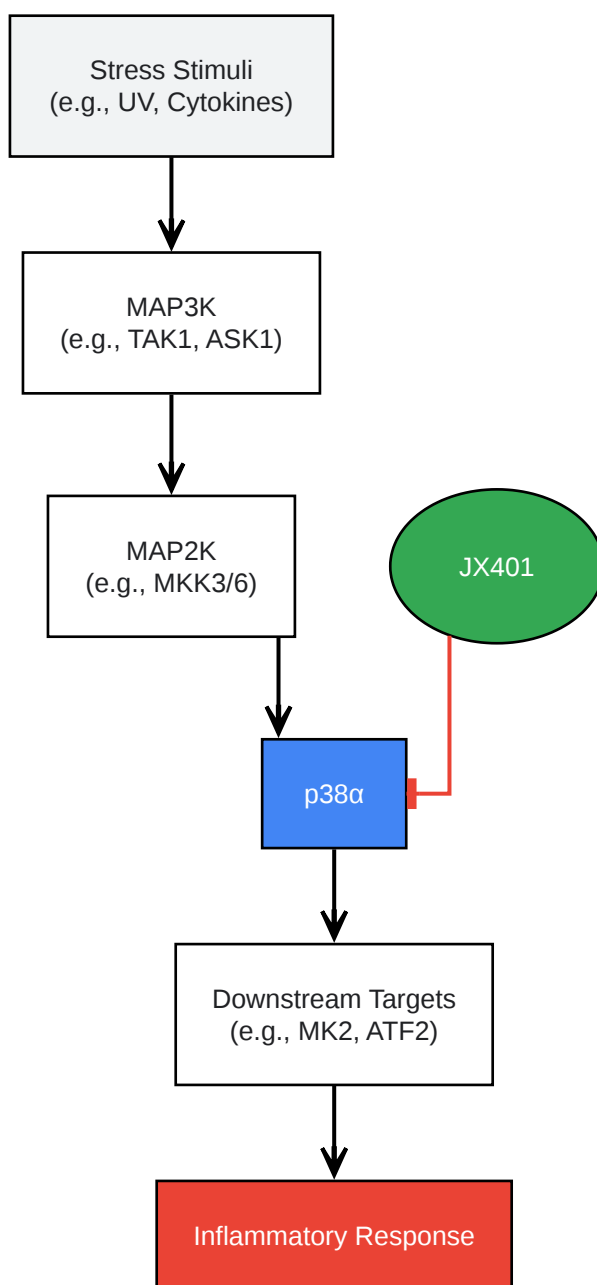 Stress Stimuli
(e.g., UV, Cytokines)
MAP3K
(e.g., TAK1, ASK1)
MAP2K
(e.g., MKK3/6)
JX401
p38α
Downstream Targets
(e.g., MK2, ATF2)
Inflammatory Response